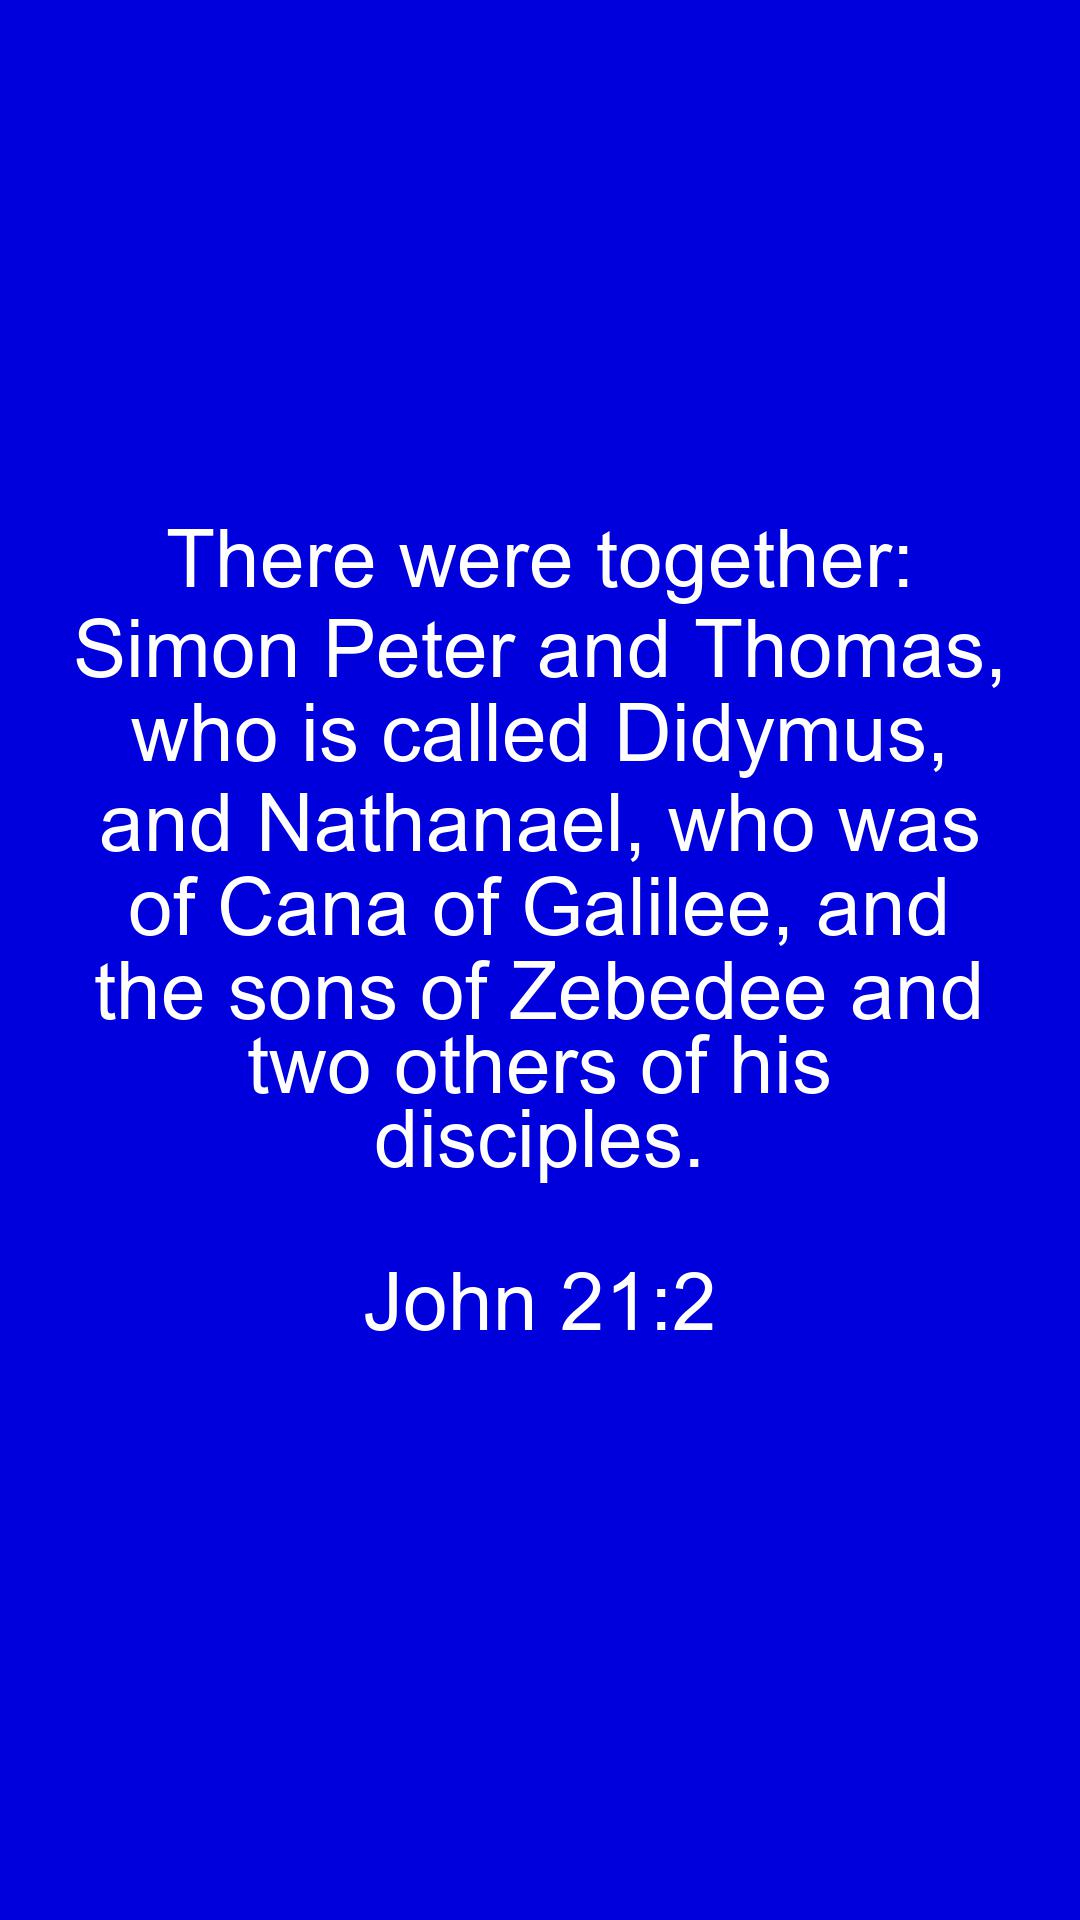 There were together:
Simon Peter and Thomas,
who is called Didymus,
and Nathanael, who was
of Cana of Galilee, and
the sons of Zebedee and
two others of his
disciples.
John 21:2